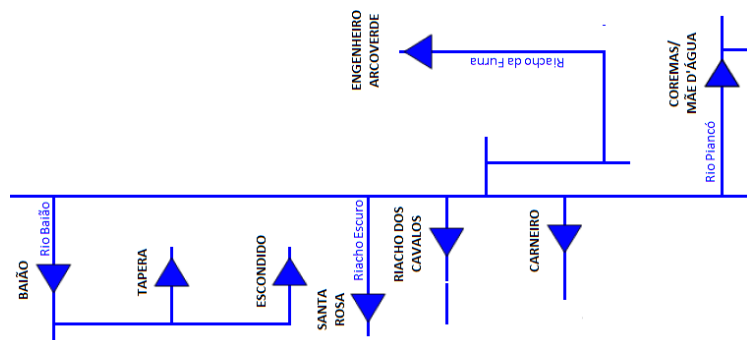 ENGENHEIRO
ARCOVERDE
Riacho da Furna
COREMAS/
MÃE D'ÁGUA
Rio Piancó
Rio Baião
BAIÃO
TAPERA
ESCONDIDO
Riacho Escuro
SANTA
ROSA
RIACHO DOS
CAVALOS
CARNEIRO